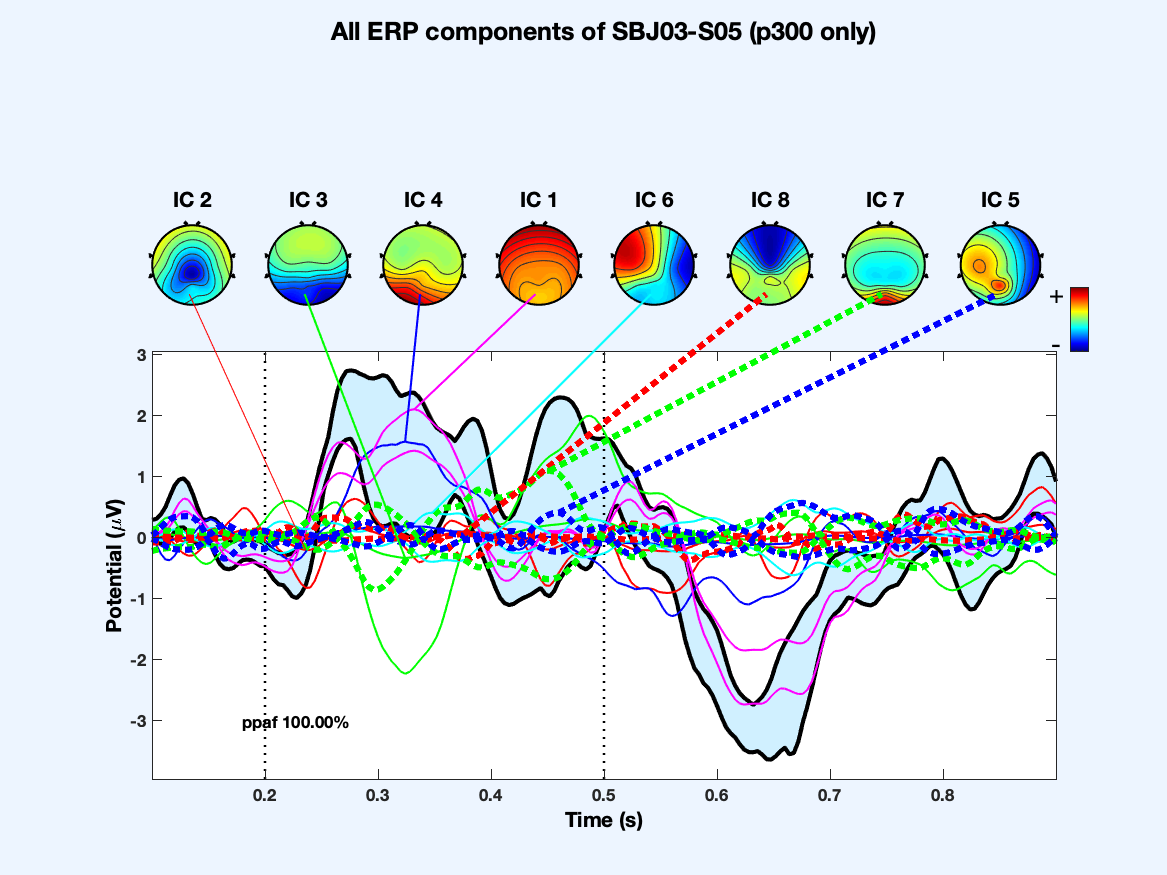 All ERP components of SBJ03-S05 (p300 only)
IC 2 IC 3 IC 4 IC 1 IC 6 IC 8 IC 7 IC 5
+
-
3
2
1
0
-1
-2
-3
Potential (μV)
ppaf 100.00%
0.2 0.3 0.4 0.5 0.6 0.7 0.8
Time (s)